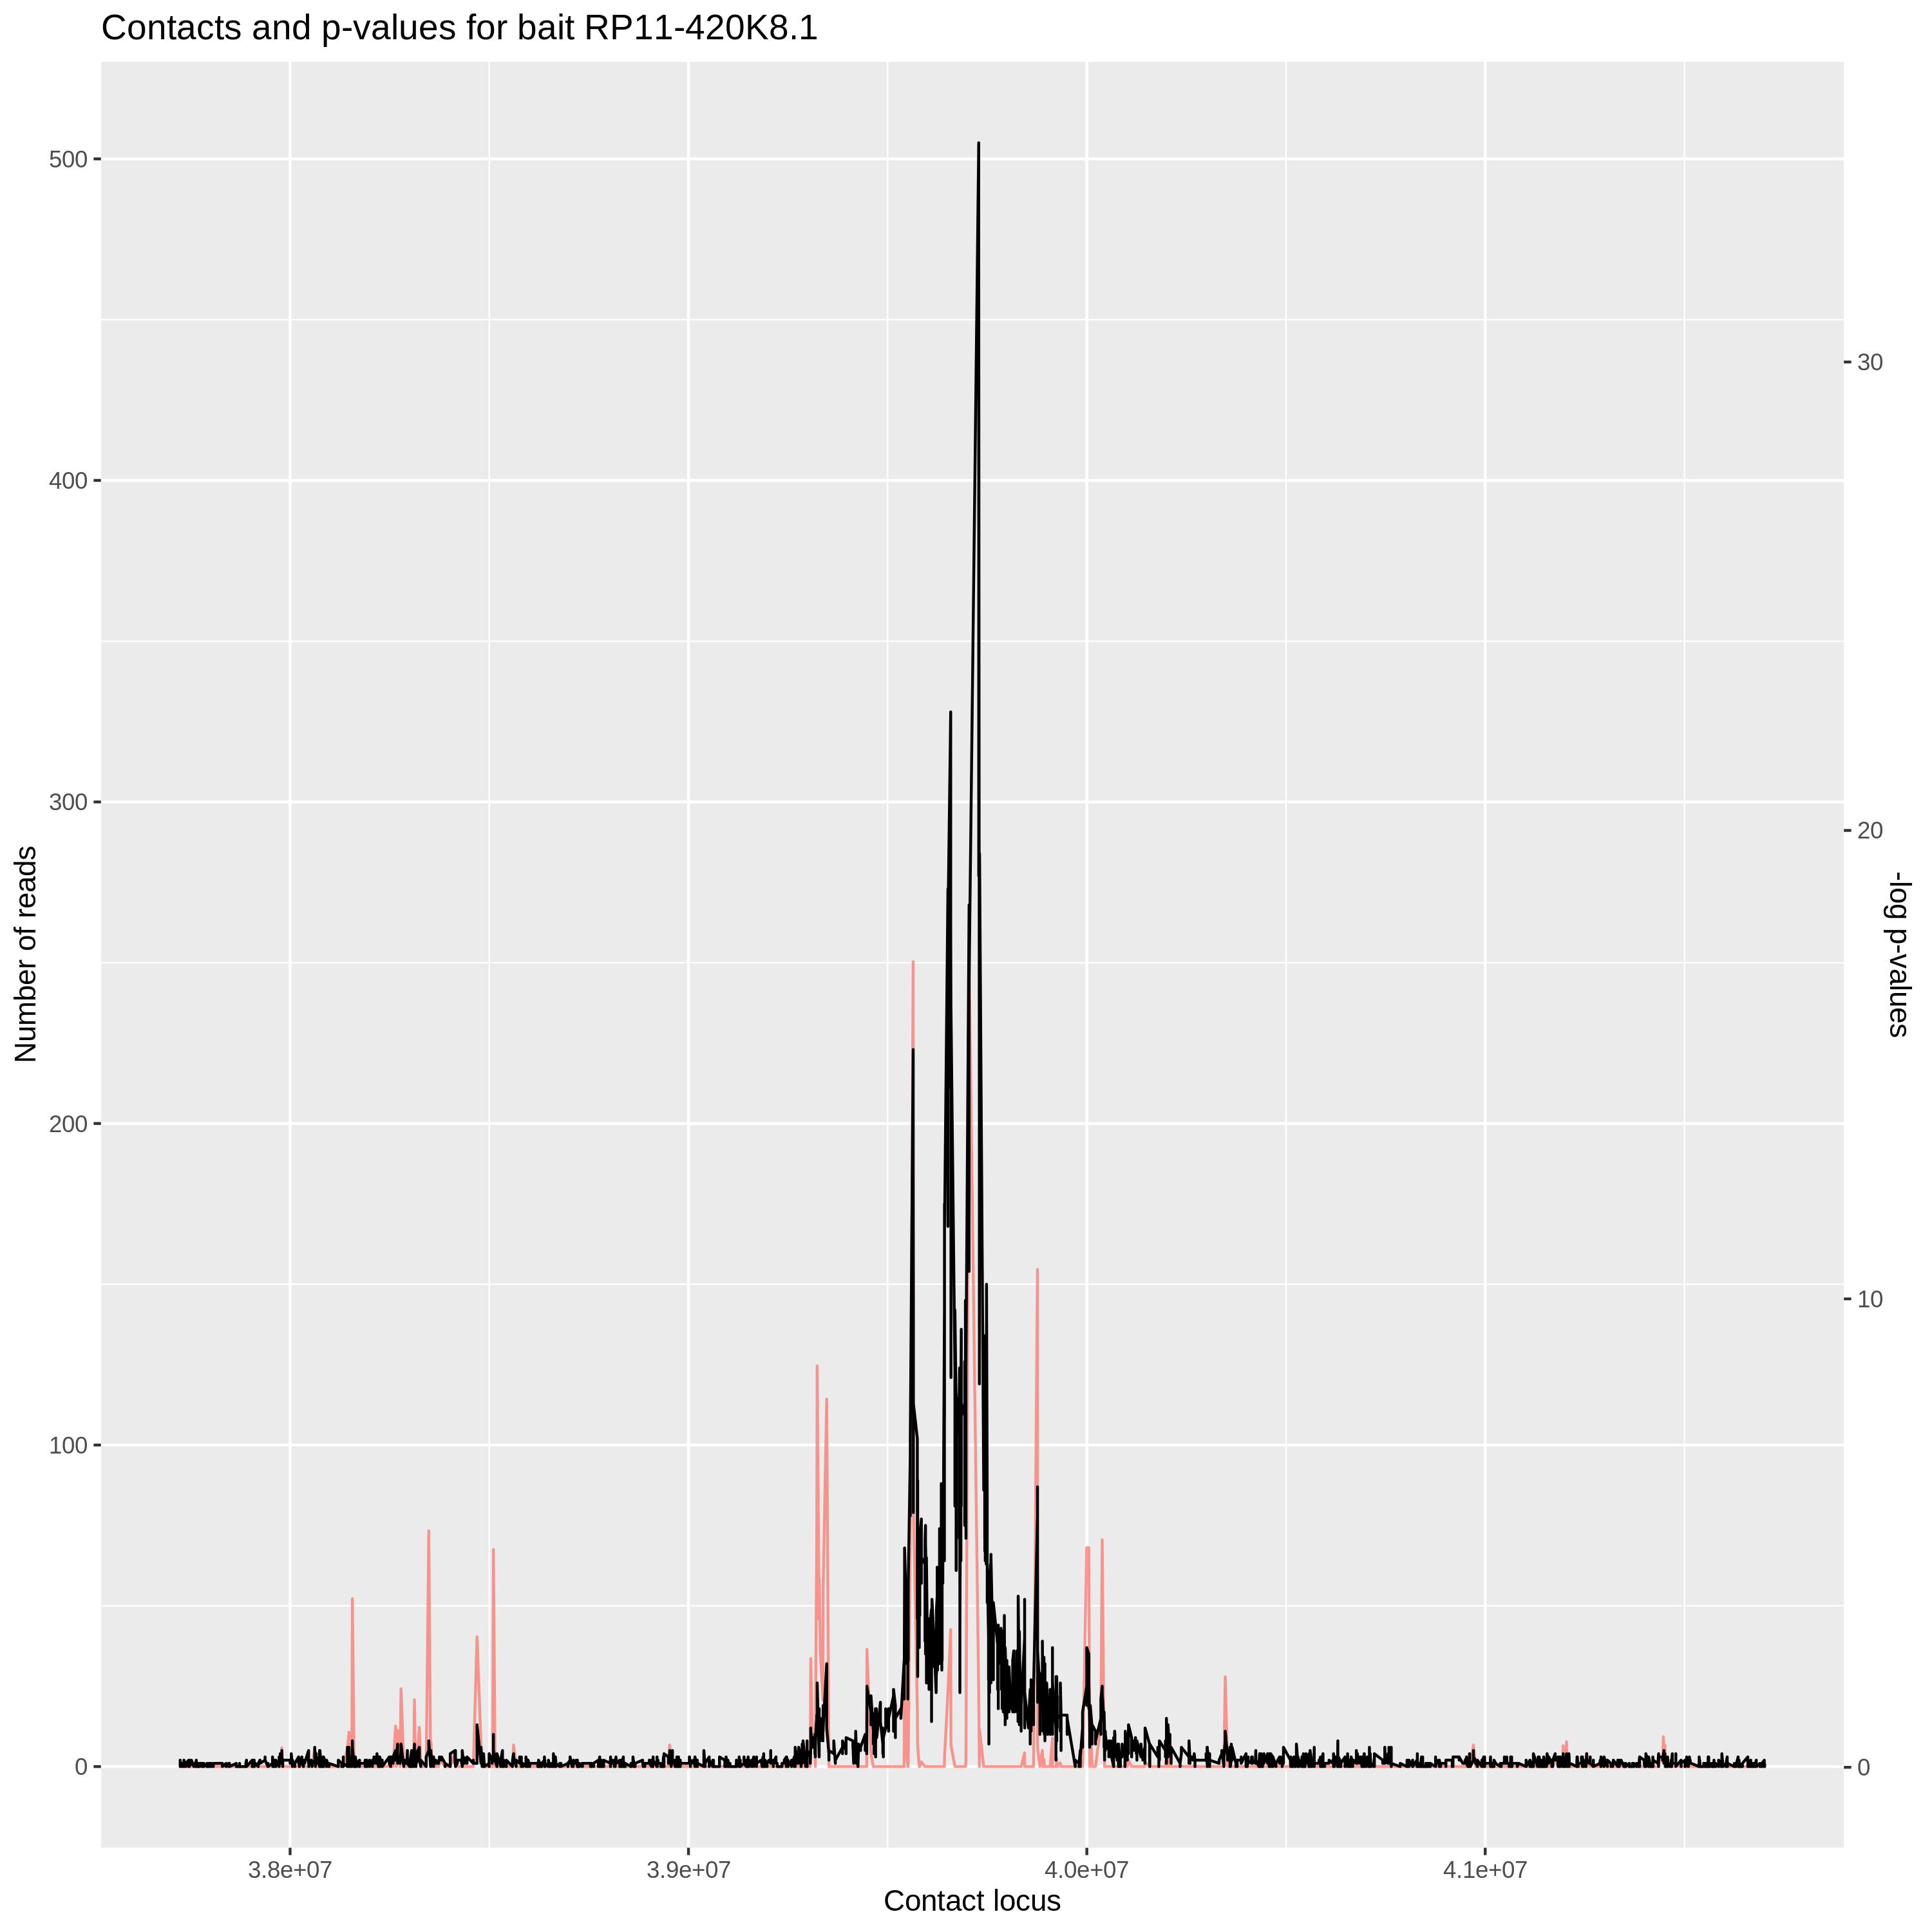 Contacts and p-values for bait RP11-420K8.1
500
400
300
200
100
0
Number of reads
30
20
10
0
-log p-values
3.8e+07
3.9e+07
4.0e+07
4.1e+07
Contact locus